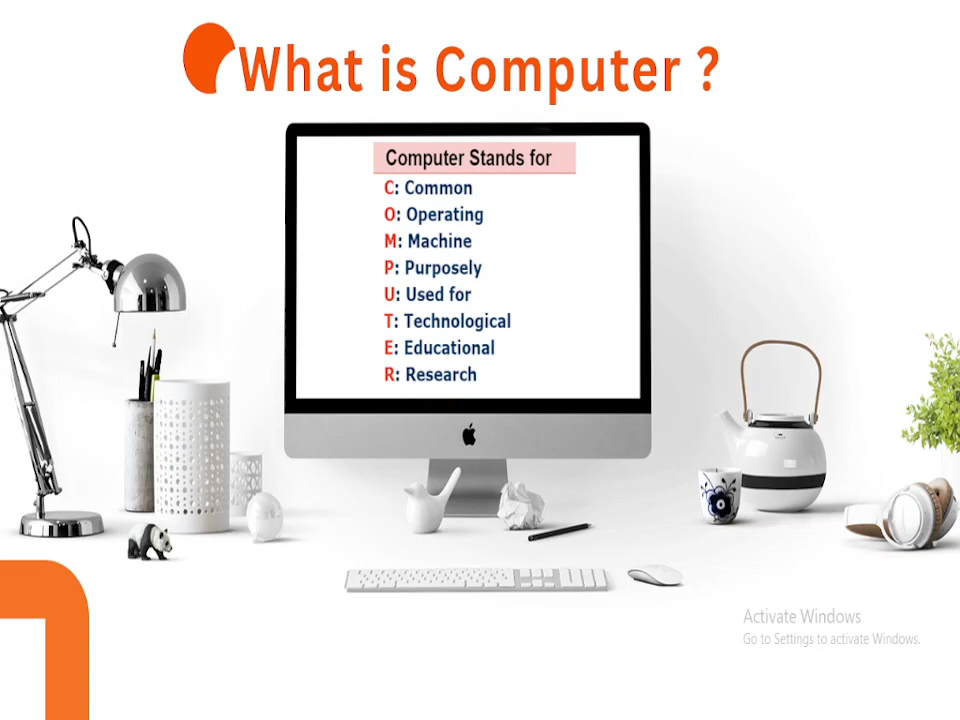 What is Computer ?
Computer Stands for
C: Common
O: Operating
M: Machine
P: Purposely
U: Used for
T: Technological
E: Educational
R: Research
Activate Windows
Go to Settings to activate Windows.